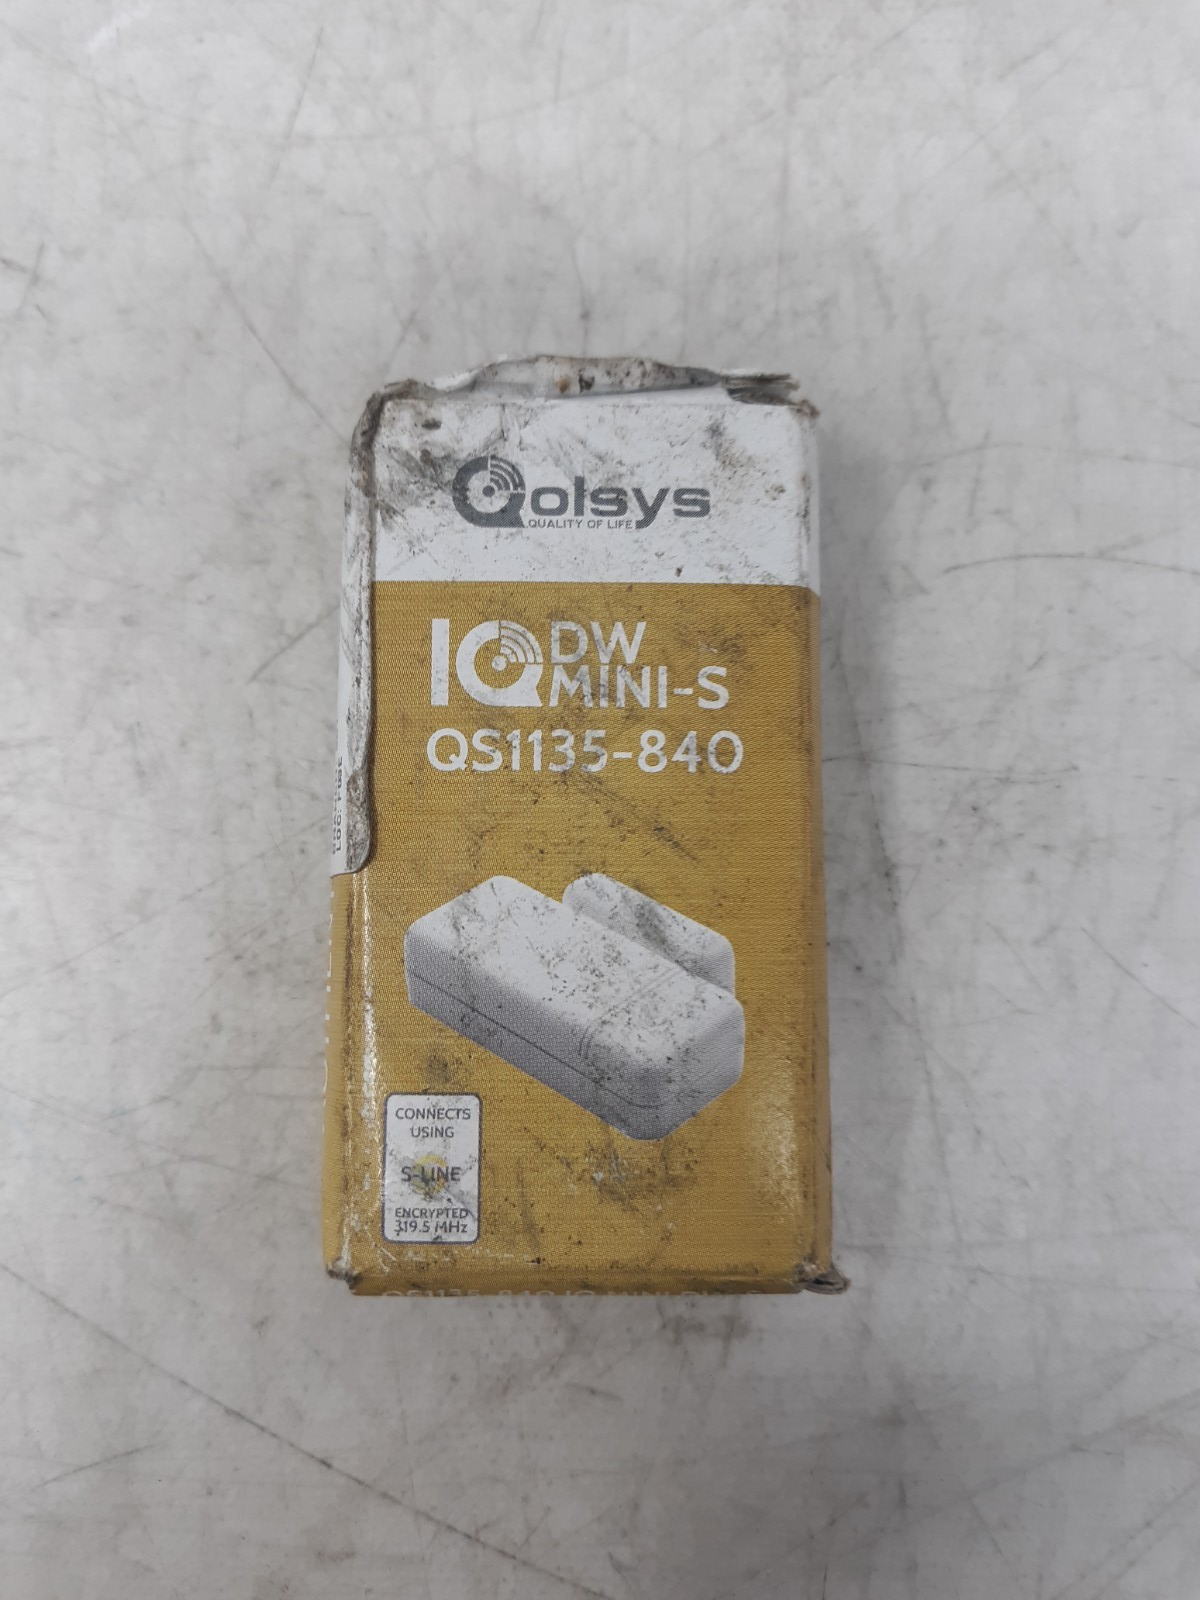 Qolsys
QUALITY OF LIFE
IQ DW
MINI-S
QS1135-840
CONNECTS
USING
S-LINE
ENCRYPTED
319.5 MHz